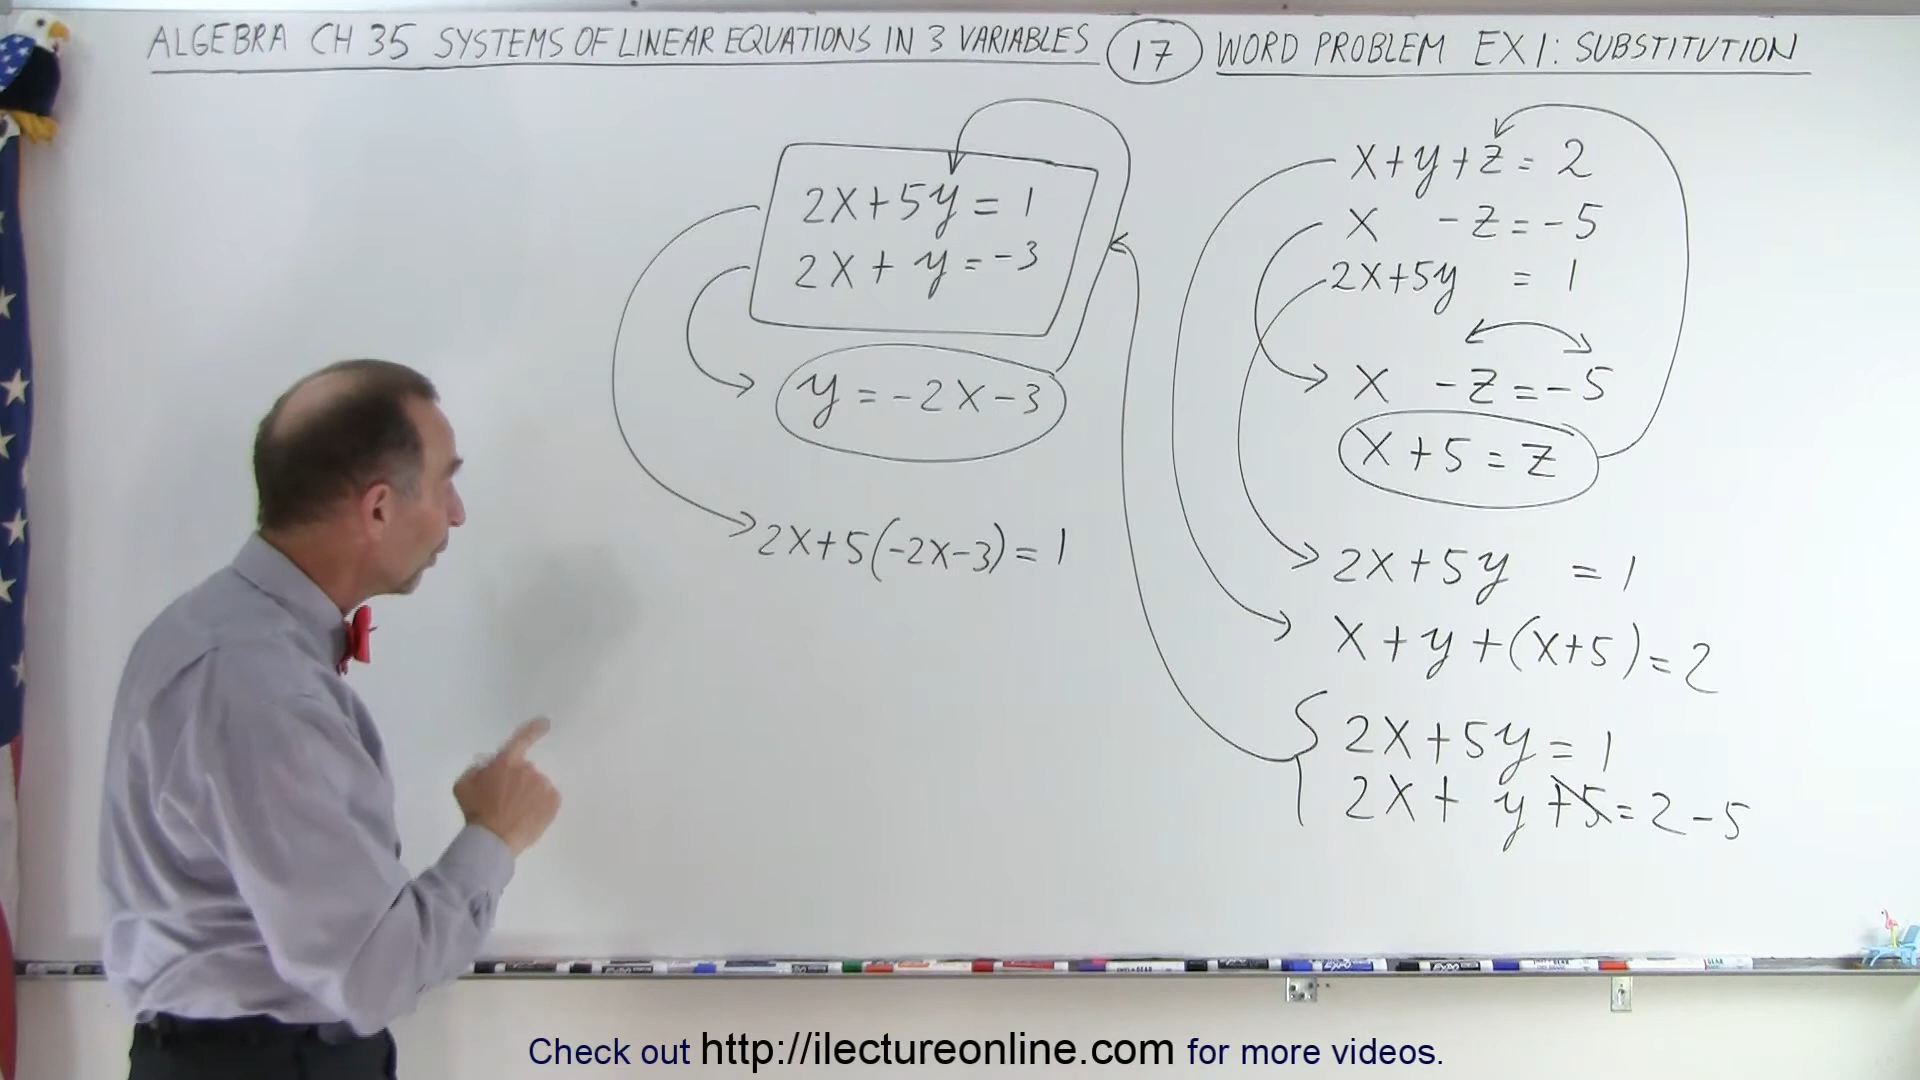 ALGEBRA CH 35 SYSTEMS OF LINEAR EQUATIONS IN 3 VARIABLES 17 WORD PROBLEM EX 1: SUBSTITUTION
2X+5y=1
2X+y=-3
y=-2X-3
2X+5(-2X-3)=1
X+y+z=2
X -z=-5
2X+5y =1
X -z=-5
X+5=z
2X+5y =1
X+y+(X+5)=2
2X+5y=1
2X+y+5=2-5
Check out http://ilectureonline.com for more videos.